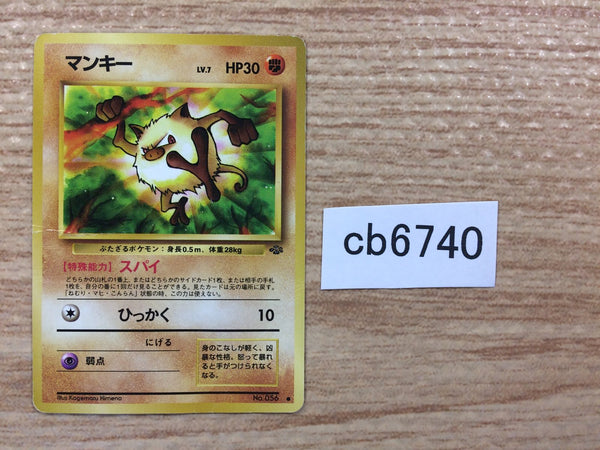 マンキー LV.7 HP30
ぶたざるポケモン：身長0.5m、体重28kg
【特殊能力】スパイ
どちらかの山札の1番上、またはどちらかのサイドカード1枚、または相手の手札
1枚を、自分の番に1回だけ見ることができる。見たカードは元の場所に戻す。
「ねむり・マヒ・こんらん」状態の時、この力は使えない。
ひっかく 10
にげる
弱点
身のこなしが軽く、凶
暴な性格。怒って暴れ
ると手がつけられなく
なる。
Illus. Kagemaru Himeno
No.056
cb6740